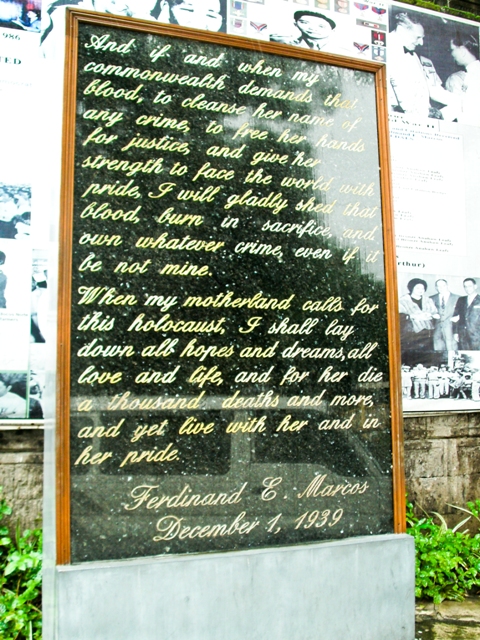 1986
And if and when my
commonwealth demands that
blood, to cleanse her name of
any crime, to free her hands
for justice, and give her
strength to face the world with
pride, I will gladly shed that
blood, burn in sacrifice, and
own whatever crime, even if it
be not mine.
When my motherland calls for
this holocaust, I shall lay
down all hopes and dreams, all
love and life, and for her die
a thousand deaths and more,
and yet live with her and in
her pride.
Ferdinand E. Marcos
December 1, 1939